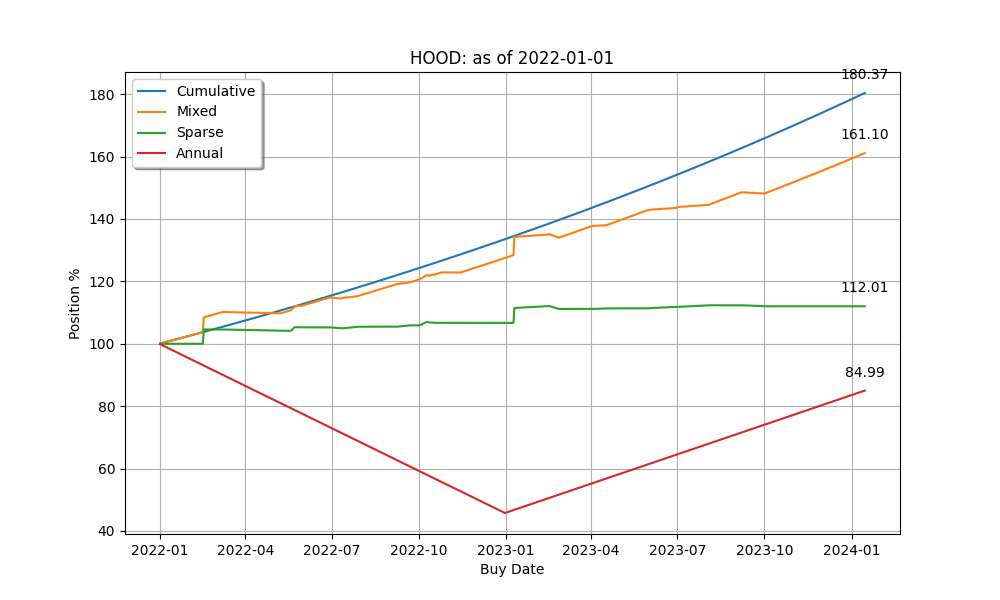 HOOD: as of 2022-01-01
180.37
180
Cumulative
Mixed
Sparse
Annual
161.10
160
140
120
112.01
100
84.99
80
60
40
Position %
2022-01 2022-04 2022-07 2022-10 2023-01 2023-04 2023-07 2023-10 2024-01
Buy Date